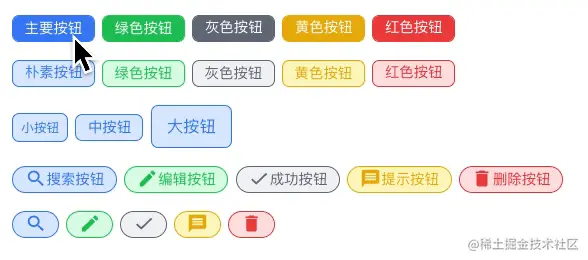 主要按钮 绿色按钮 灰色按钮 黄色按钮 红色按钮
朴素按钮 绿色按钮 灰色按钮 黄色按钮 红色按钮
小按钮 中按钮 大按钮
搜索按钮 编辑按钮 成功按钮 提示按钮 删除按钮
@稀土掘金技术社区